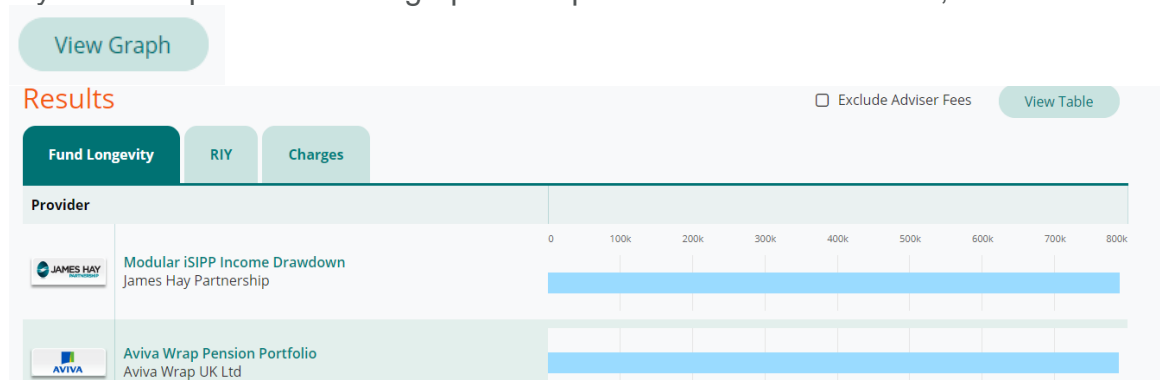 View Graph
Results
Exclude Adviser Fees
View Table
Fund Longevity
RIY
Charges
Provider
0 100k 200k 300k 400k 500k 600k 700k 800k
JAMES HAY
PARTNERSHIP
Modular iSIPP Income Drawdown
James Hay Partnership
AVIVA
Aviva Wrap Pension Portfolio
Aviva Wrap UK Ltd